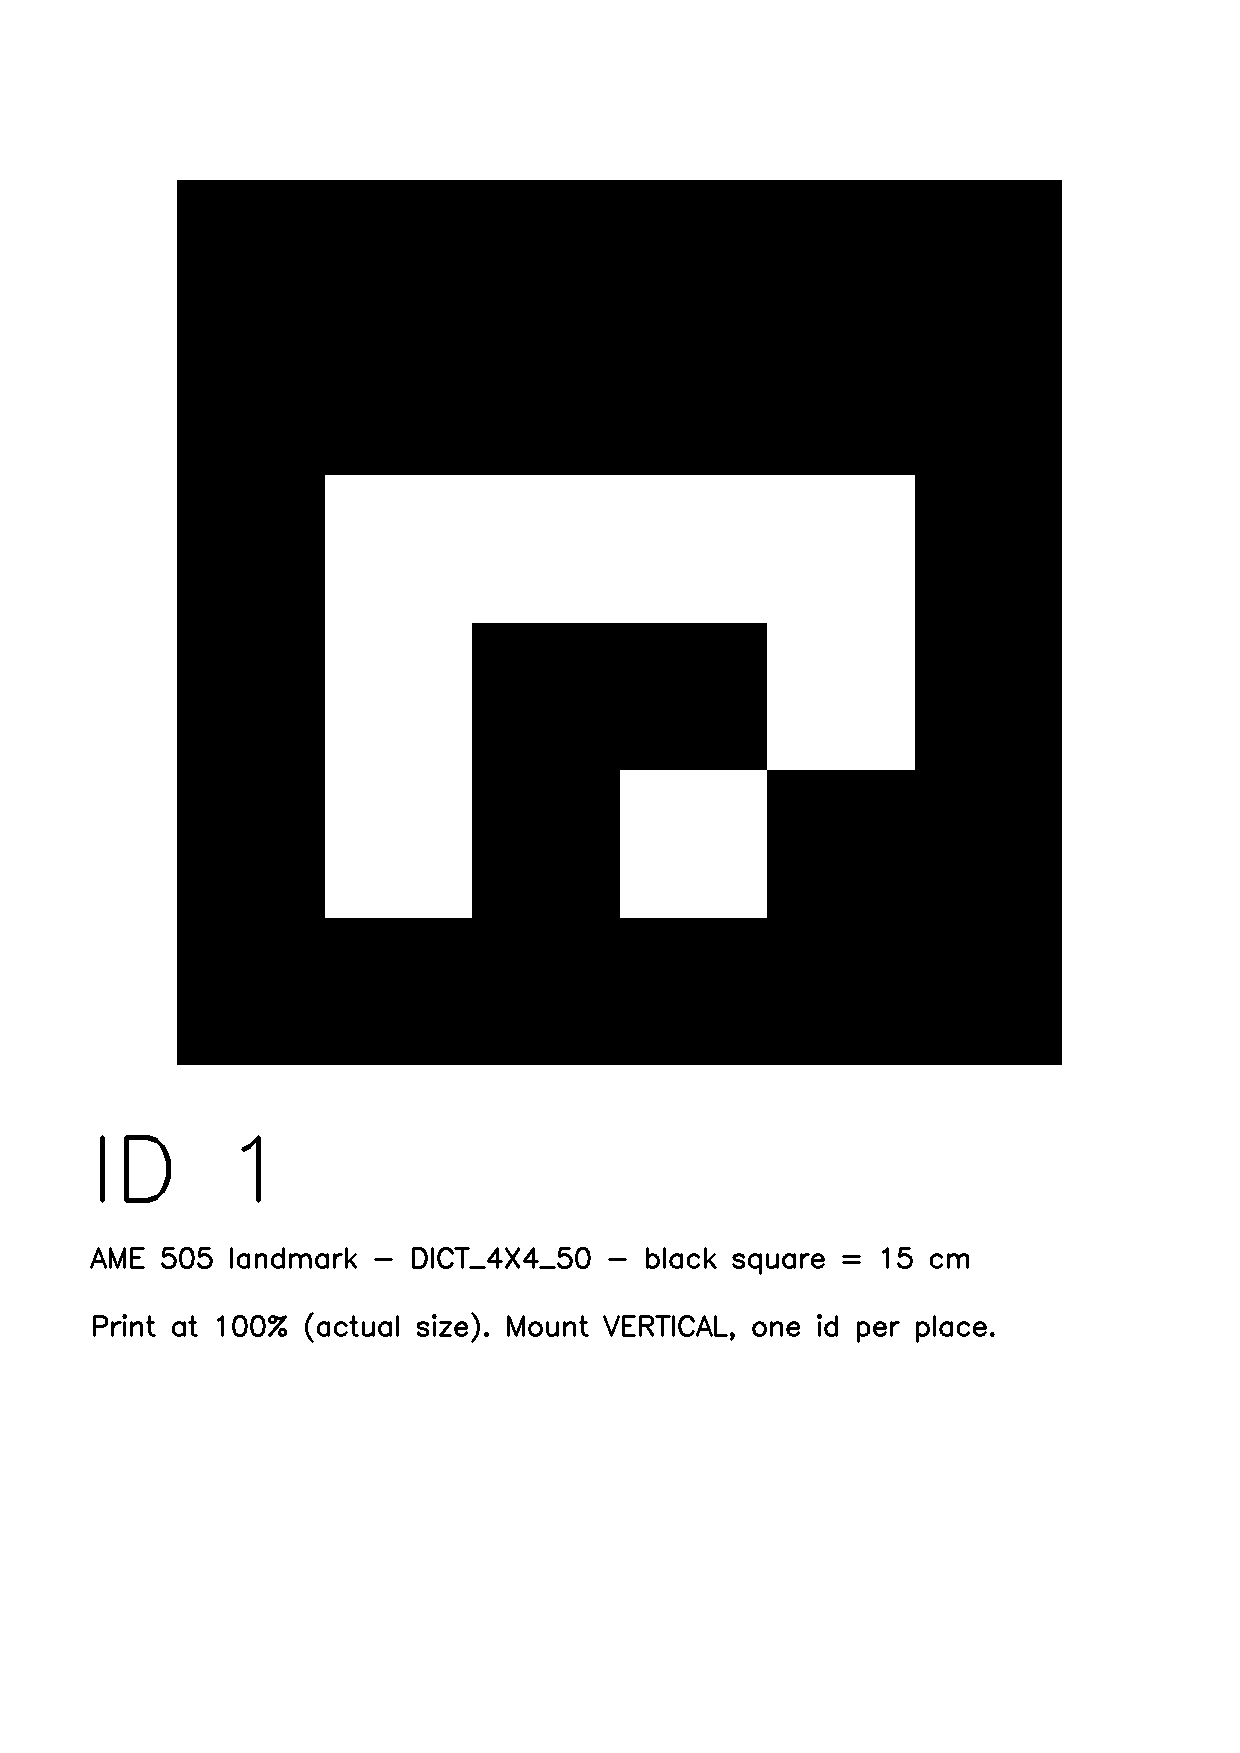 ID 1
AME 505 landmark – DICT_4X4_50 – black square = 15 cm
Print at 100% (actual size). Mount VERTICAL, one id per place.